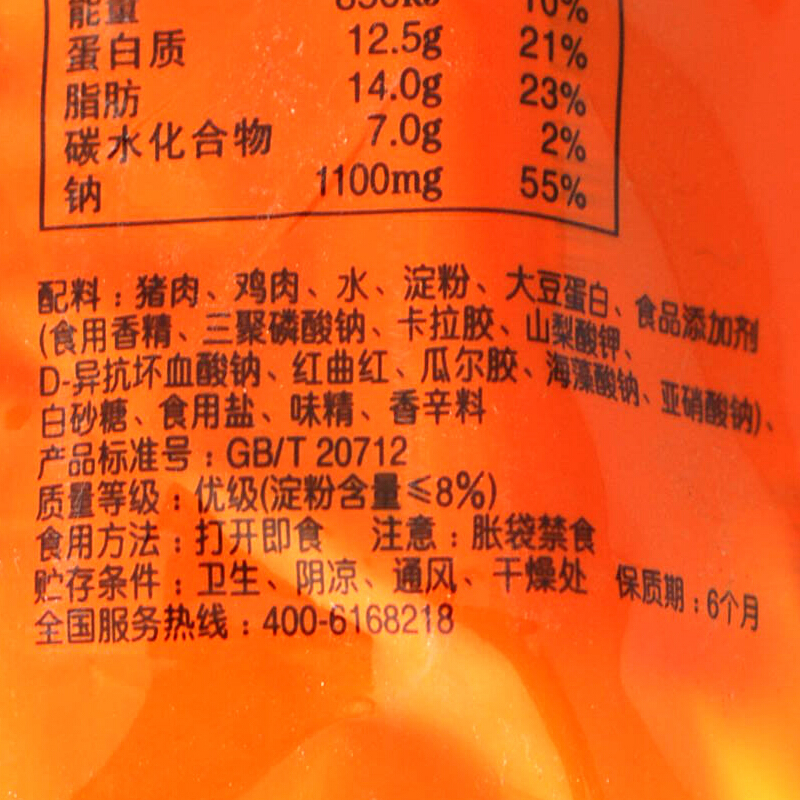 能量 10%
蛋白质 12.5g 21%
脂肪 14.0g 23%
碳水化合物 7.0g 2%
钠 1100mg 55%
配料：猪肉、鸡肉、水、淀粉、大豆蛋白、食品添加剂
(食用香精、三聚磷酸钠、卡拉胶、山梨酸钾、
D-异抗坏血酸钠、红曲红、瓜尔胶、海藻酸钠、亚硝酸钠)、
白砂糖、食用盐、味精、香辛料
产品标准号：GB/T 20712
质量等级：优级(淀粉含量≤8%)
食用方法：打开即食 注意：胀袋禁食
贮存条件：卫生、阴凉、通风、干燥处 保质期：6个月
全国服务热线：400-6168218